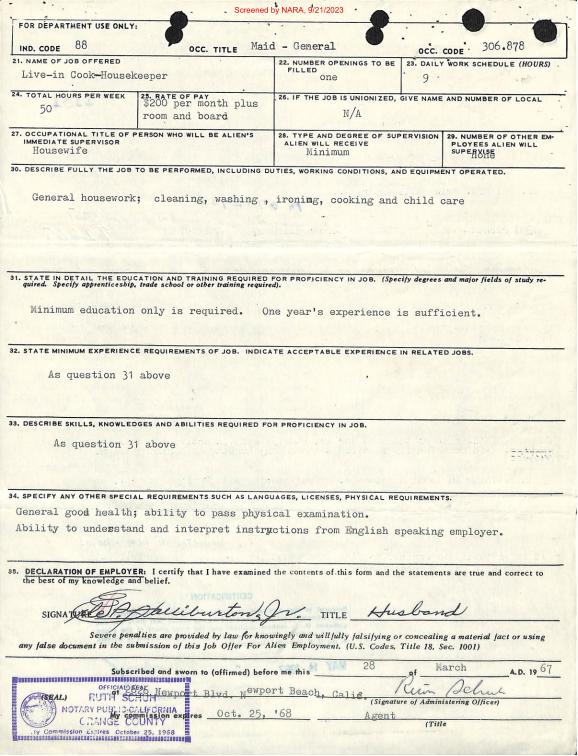 Screened by NARA, 9/21/2023
FOR DEPARTMENT USE ONLY:
IND. CODE 88 OCC. TITLE Maid - General OCC. CODE 306.878
21. NAME OF JOB OFFERED
Live-in Cook-Housekeeper
22. NUMBER OPENINGS TO BE FILLED
one
23. DAILY WORK SCHEDULE (HOURS)
9
24. TOTAL HOURS PER WEEK
50
25. RATE OF PAY
$200 per month plus
room and board
26. IF THE JOB IS UNIONIZED, GIVE NAME AND NUMBER OF LOCAL
N/A
27. OCCUPATIONAL TITLE OF PERSON WHO WILL BE ALIEN'S
IMMEDIATE SUPERVISOR
Housewife
28. TYPE AND DEGREE OF SUPERVISION
ALIEN WILL RECEIVE
Minimum
29. NUMBER OF OTHER EM-
PLOYEES ALIEN WILL
SUPERVISE
none
30. DESCRIBE FULLY THE JOB TO BE PERFORMED, INCLUDING DUTIES, WORKING CONDITIONS, AND EQUIPMENT OPERATED.
General housework; cleaning, washing , ironing, cooking and child care
31. STATE IN DETAIL THE EDUCATION AND TRAINING REQUIRED FOR PROFICIENCY IN JOB. (Specify degrees and major fields of study re-
quired. Specify apprenticeship, trade school or other training required).
Minimum education only is required. One year's experience is sufficient.
32. STATE MINIMUM EXPERIENCE REQUIREMENTS OF JOB. INDICATE ACCEPTABLE EXPERIENCE IN RELATED JOBS.
As question 31 above
33. DESCRIBE SKILLS, KNOWLEDGES AND ABILITIES REQUIRED FOR PROFICIENCY IN JOB.
As question 31 above
34. SPECIFY ANY OTHER SPECIAL REQUIREMENTS SUCH AS LANGUAGES, LICENSES, PHYSICAL REQUIREMENTS.
General good health; ability to pass physical examination.
Ability to understand and interpret instructions from English speaking employer.
35. DECLARATION OF EMPLOYER: I certify that I have examined the contents of this form and the statements are true and correct to
the best of my knowledge and belief.
SIGNATURE Halliburton, Jr. TITLE Husband
Severe penalties are provided by law for knowingly and willfully falsifying or concealing a material fact or using
any false document in the submission of this Job Offer For Alien Employment. (U.S. Codes, Title 18, Sec. 1001)
Subscribed and sworn to (affirmed) before me this 28 of March A.D. 19 67
at Newport Blvd. Newport Beach, Calif. Ruth Schuh
(SEAL) (Signature of Administering Officer)
My commission expires Oct. 25, '68 Agent
(Title)
OFFICIAL SEAL
RUTH SCHUH
NOTARY PUBLIC-CALIFORNIA
ORANGE COUNTY
My Commission Expires October 25, 1968